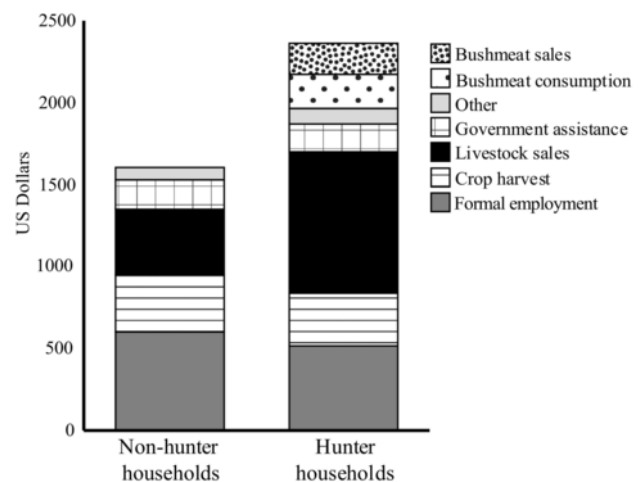 2500
2000
1500
1000
500
0
US Dollars
Bushmeat sales
Bushmeat consumption
Other
Government assistance
Livestock sales
Crop harvest
Formal employment
Non-hunter
households
Hunter
households